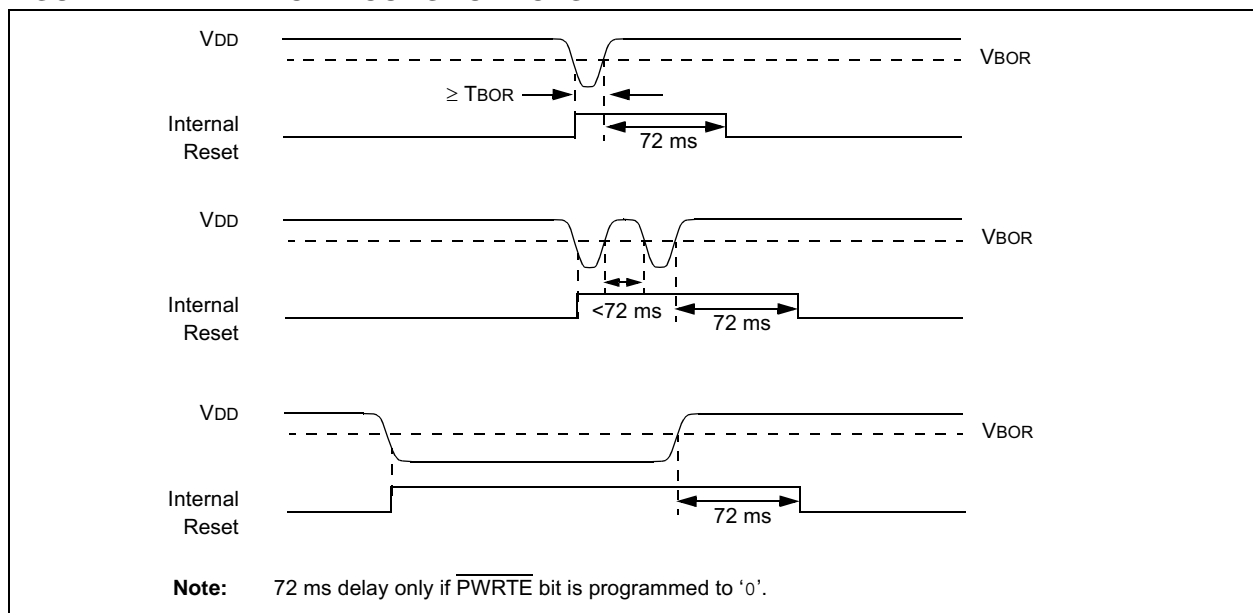 VDD
VBOR
≥ TBOR
Internal
Reset
72 ms
VDD
VBOR
Internal
Reset
<72 ms
72 ms
VDD
VBOR
Internal
Reset
72 ms
Note: 72 ms delay only if PWRTE bit is programmed to ‘0’.